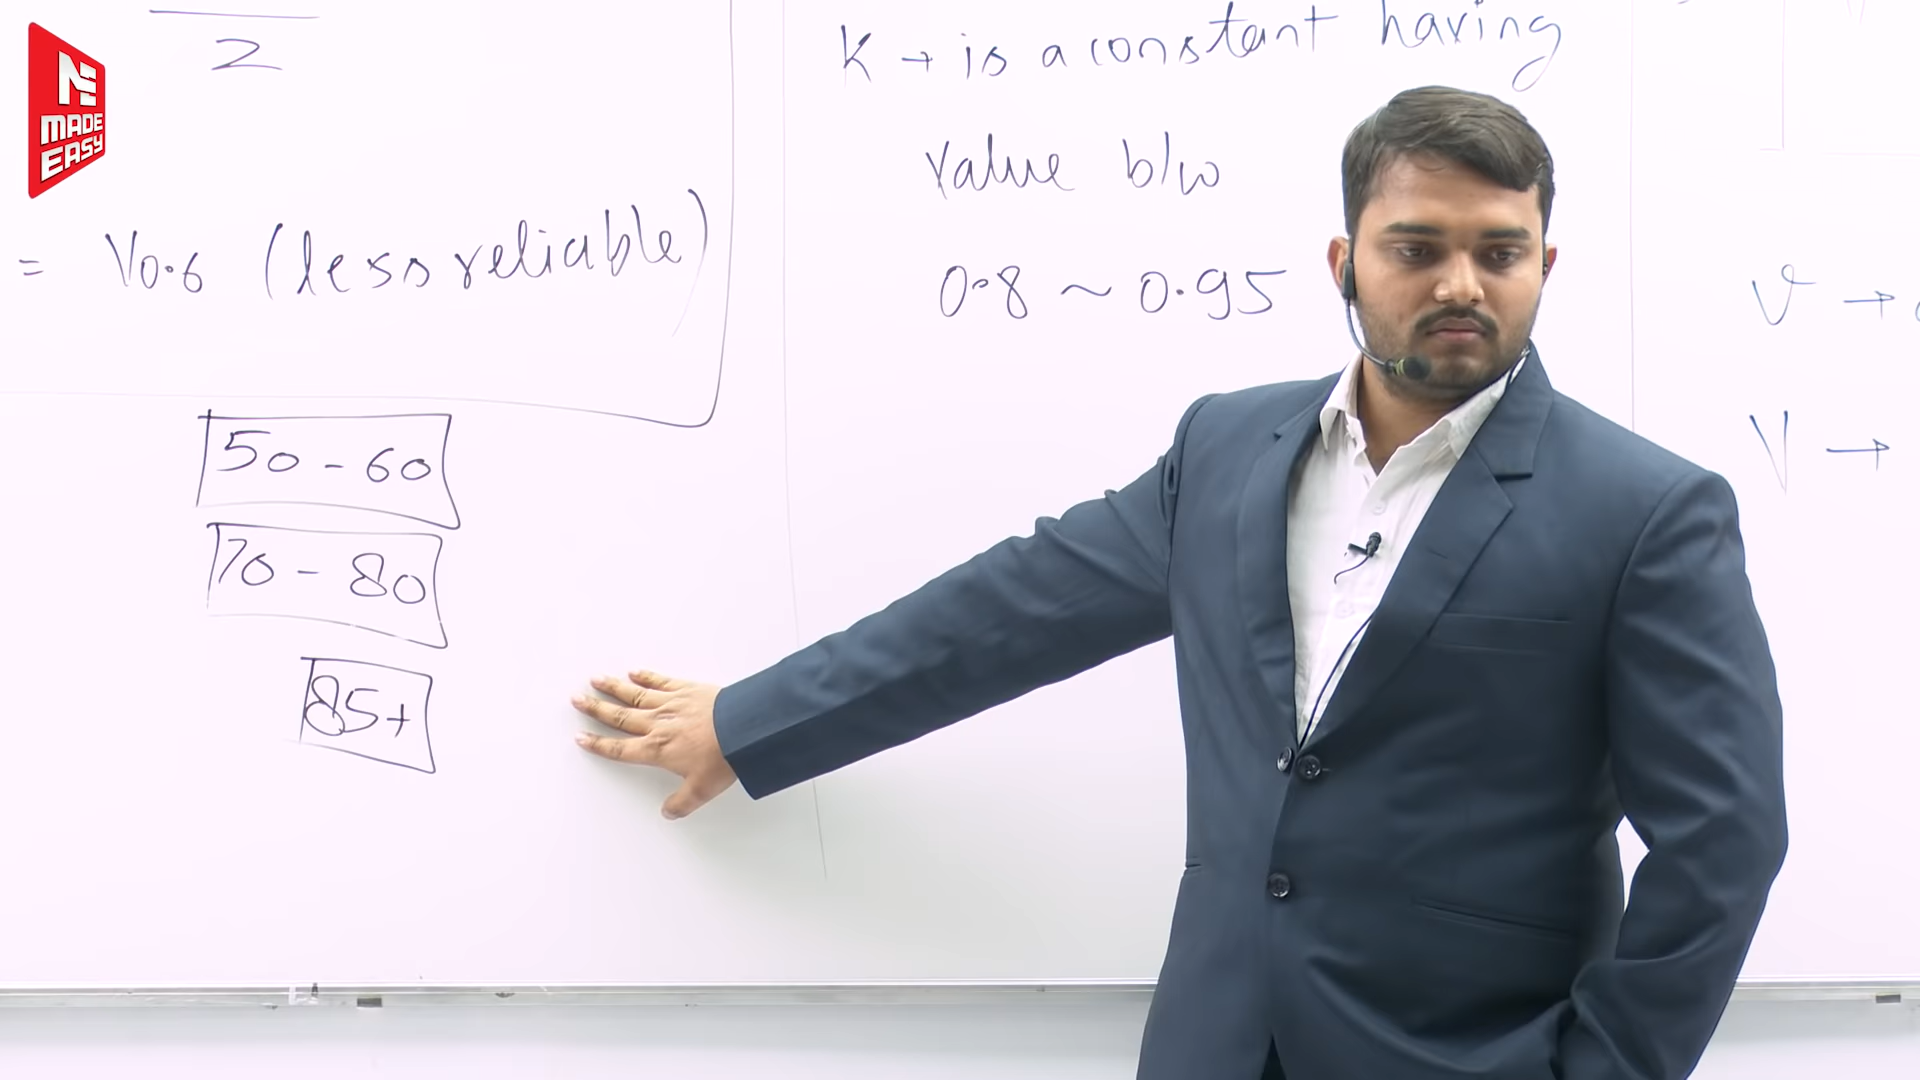 MADE
EASY
2
= V0.6 (less reliable)
50 - 60
70 - 80
85+
K → is a constant having
value b/w
0.8 ~ 0.95
v →
V →